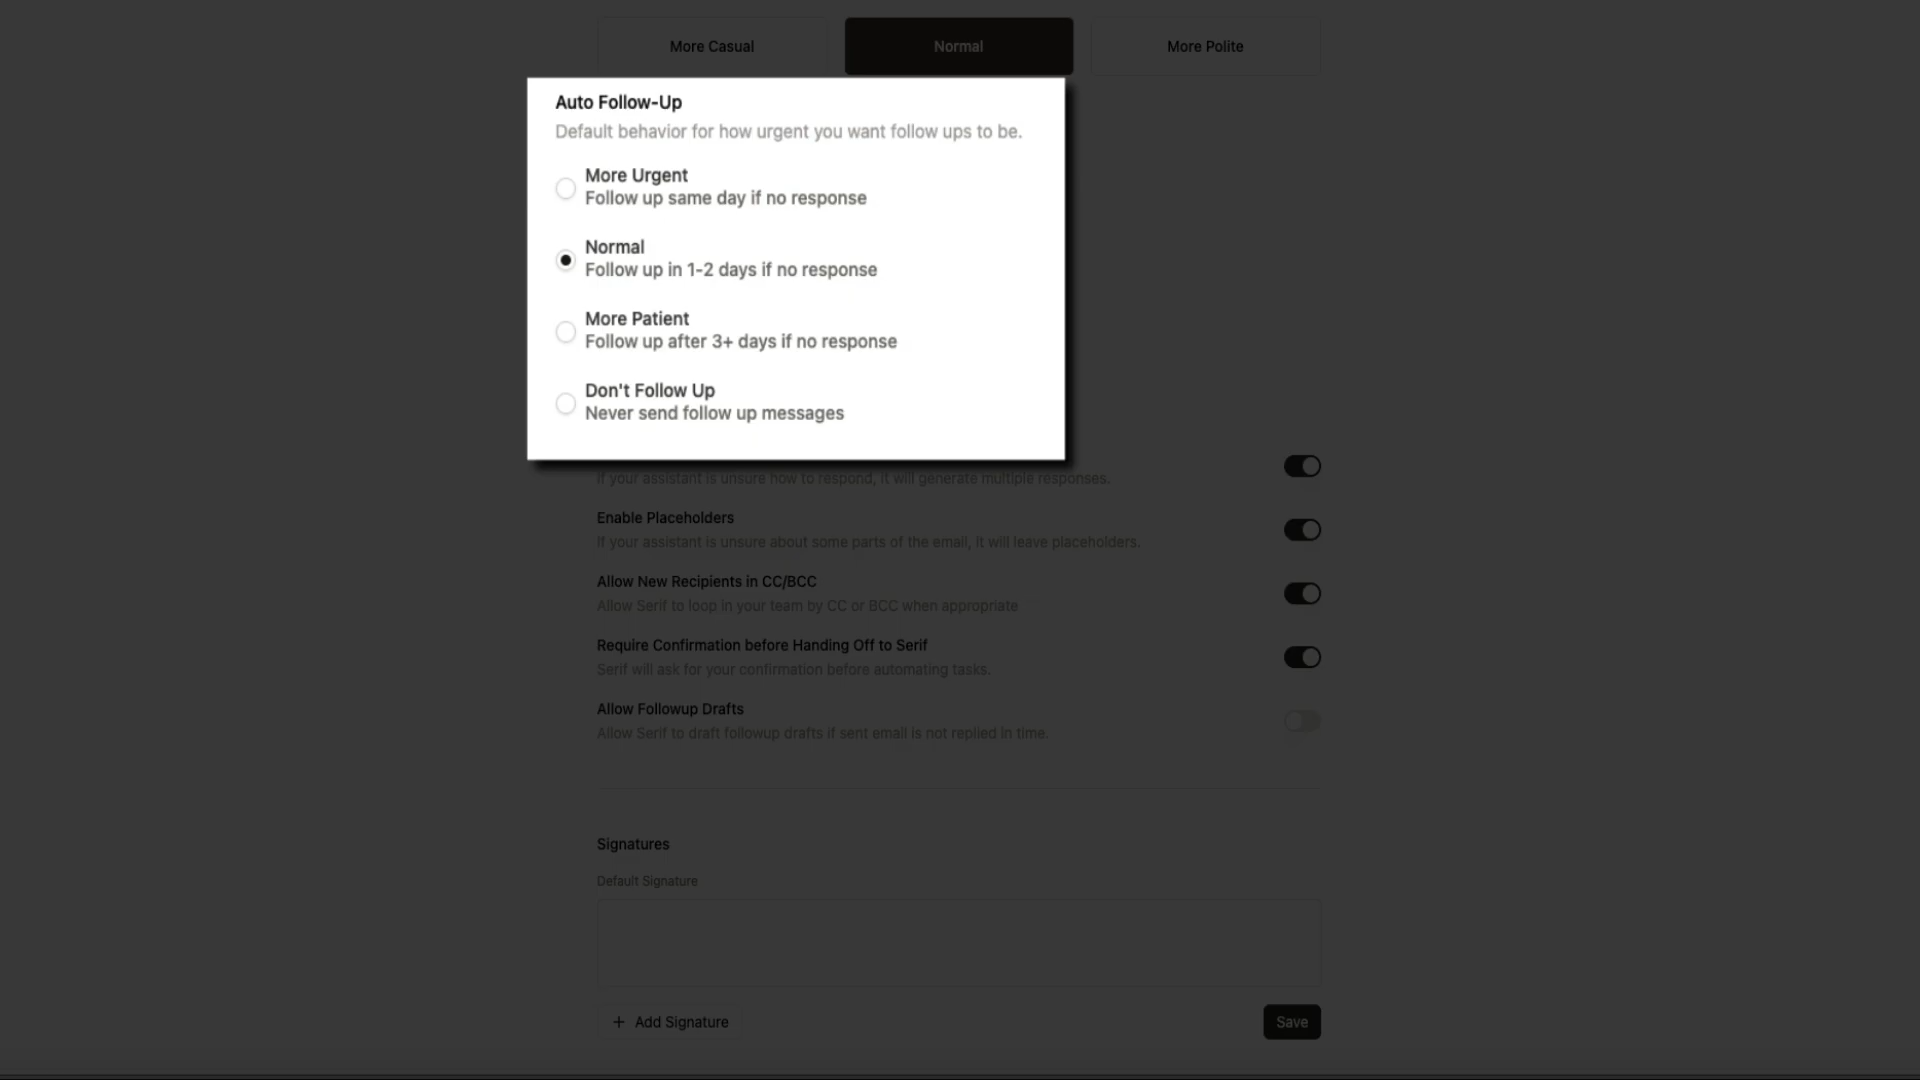 More Casual
Normal
More Polite
Auto Follow-Up
Default behavior for how urgent you want follow ups to be.
More Urgent
Follow up same day if no response
Normal
Follow up in 1-2 days if no response
More Patient
Follow up after 3+ days if no response
Don't Follow Up
Never send follow up messages
If your assistant is unsure how to respond, it will generate multiple responses.
Enable Placeholders
If your assistant is unsure about some parts of the email, it will leave placeholders.
Allow New Recipients in CC/BCC
Allow Serif to loop in your team by CC or BCC when appropriate
Require Confirmation before Handing Off to Serif
Serif will ask for your confirmation before automating tasks.
Allow Followup Drafts
Allow Serif to draft followup drafts if sent email is not replied in time.
Signatures
Default Signature
+ Add Signature
Save